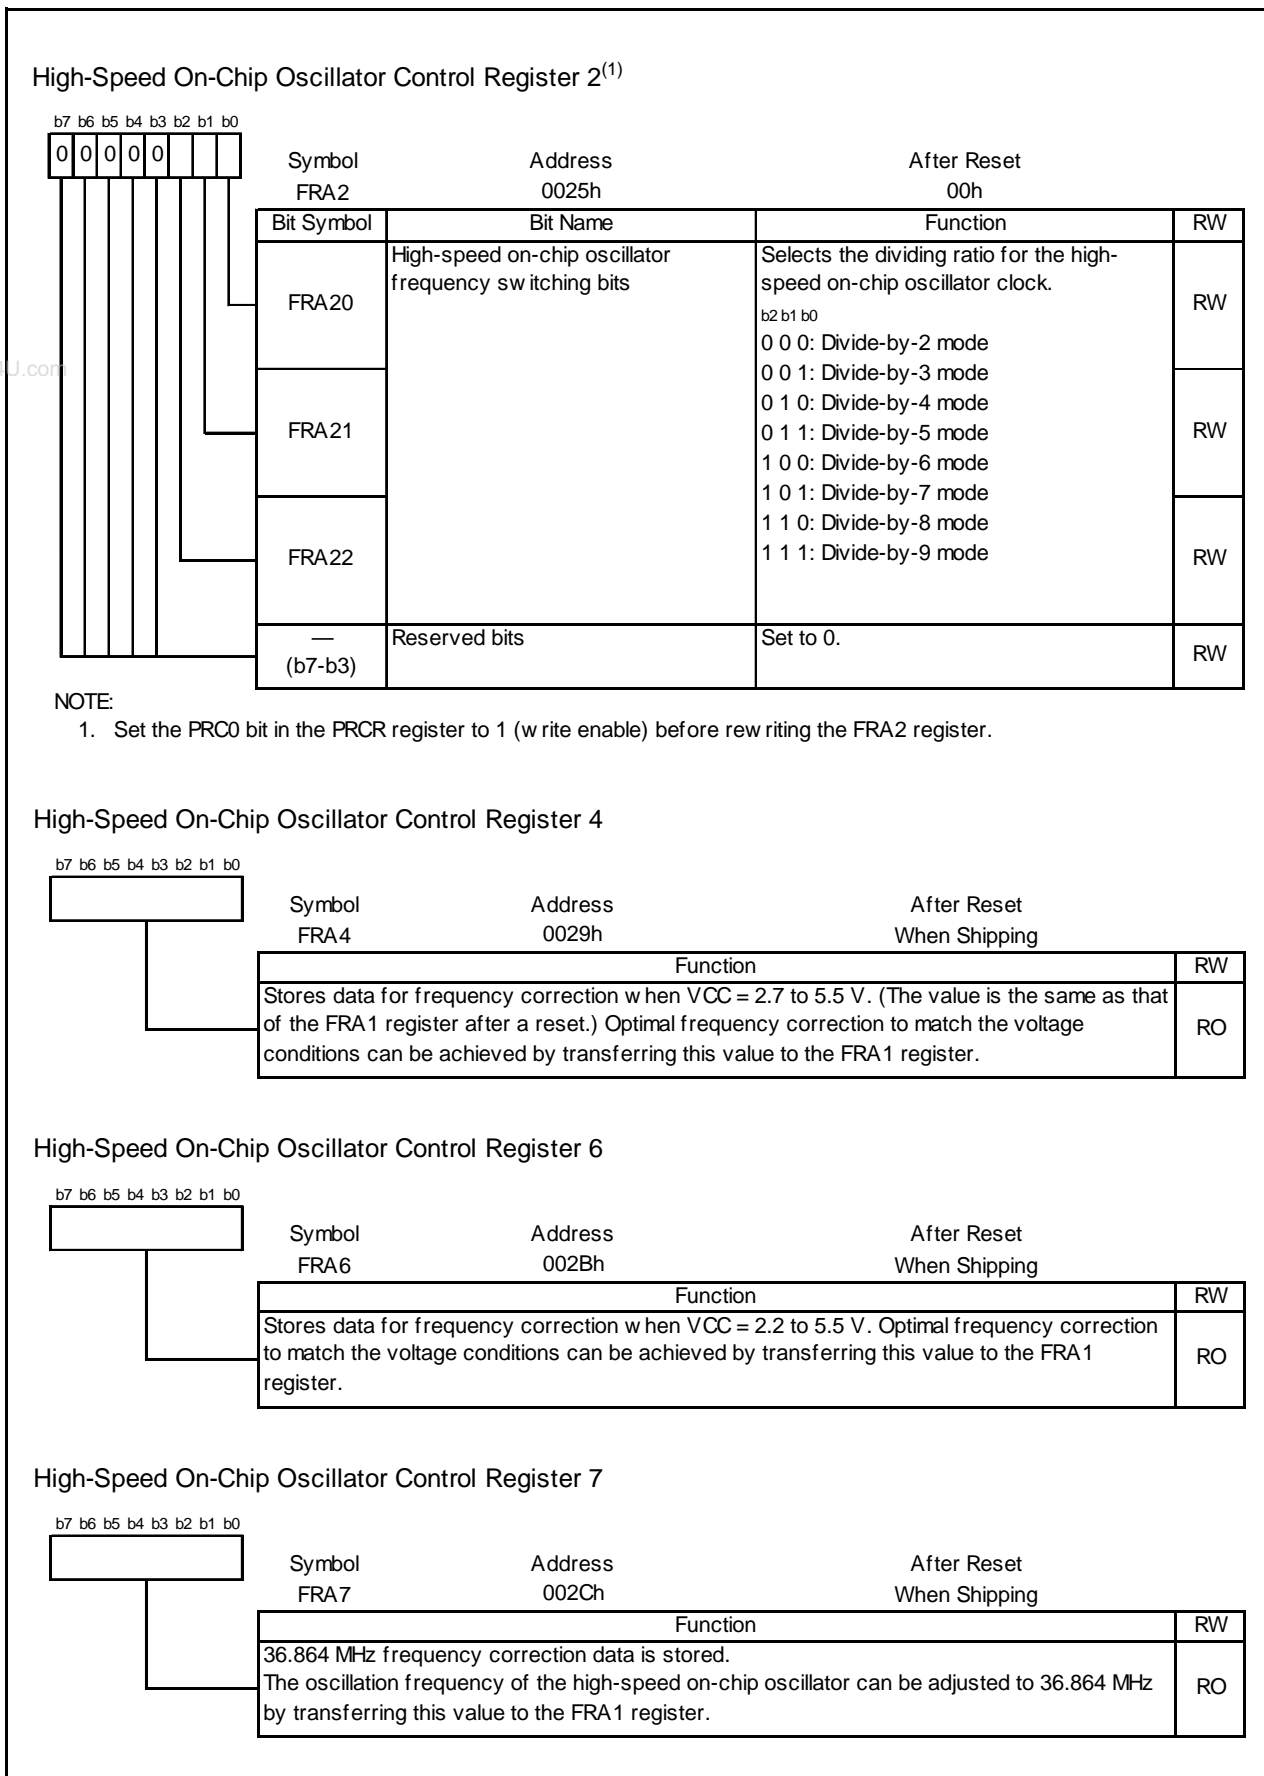 High-Speed On-Chip Oscillator Control Register 2(1)
b7 b6 b5 b4 b3 b2 b1 b0
0 0 0 0 0
Symbol Address After Reset
FRA2 0025h 00h
Bit Symbol Bit Name Function RW
FRA20 High-speed on-chip oscillator frequency switching bits RW
Selects the dividing ratio for the high-
speed on-chip oscillator clock.
b2 b1 b0
0 0 0: Divide-by-2 mode
4U.com
0 0 1: Divide-by-3 mode
0 1 0: Divide-by-4 mode
FRA21 0 1 1: Divide-by-5 mode RW
1 0 0: Divide-by-6 mode
1 0 1: Divide-by-7 mode
1 1 0: Divide-by-8 mode
FRA22 1 1 1: Divide-by-9 mode RW
— Reserved bits Set to 0. RW
(b7-b3)
NOTE:
1. Set the PRC0 bit in the PRCR register to 1 (write enable) before rewriting the FRA2 register.
High-Speed On-Chip Oscillator Control Register 4
b7 b6 b5 b4 b3 b2 b1 b0
Symbol Address After Reset
FRA4 0029h When Shipping
Function RW
Stores data for frequency correction when VCC = 2.7 to 5.5 V. (The value is the same as that
of the FRA1 register after a reset.) Optimal frequency correction to match the voltage RO
conditions can be achieved by transferring this value to the FRA1 register.
High-Speed On-Chip Oscillator Control Register 6
b7 b6 b5 b4 b3 b2 b1 b0
Symbol Address After Reset
FRA6 002Bh When Shipping
Function RW
Stores data for frequency correction when VCC = 2.2 to 5.5 V. Optimal frequency correction
to match the voltage conditions can be achieved by transferring this value to the FRA1 RO
register.
High-Speed On-Chip Oscillator Control Register 7
b7 b6 b5 b4 b3 b2 b1 b0
Symbol Address After Reset
FRA7 002Ch When Shipping
Function RW
36.864 MHz frequency correction data is stored.
The oscillation frequency of the high-speed on-chip oscillator can be adjusted to 36.864 MHz RO
by transferring this value to the FRA1 register.